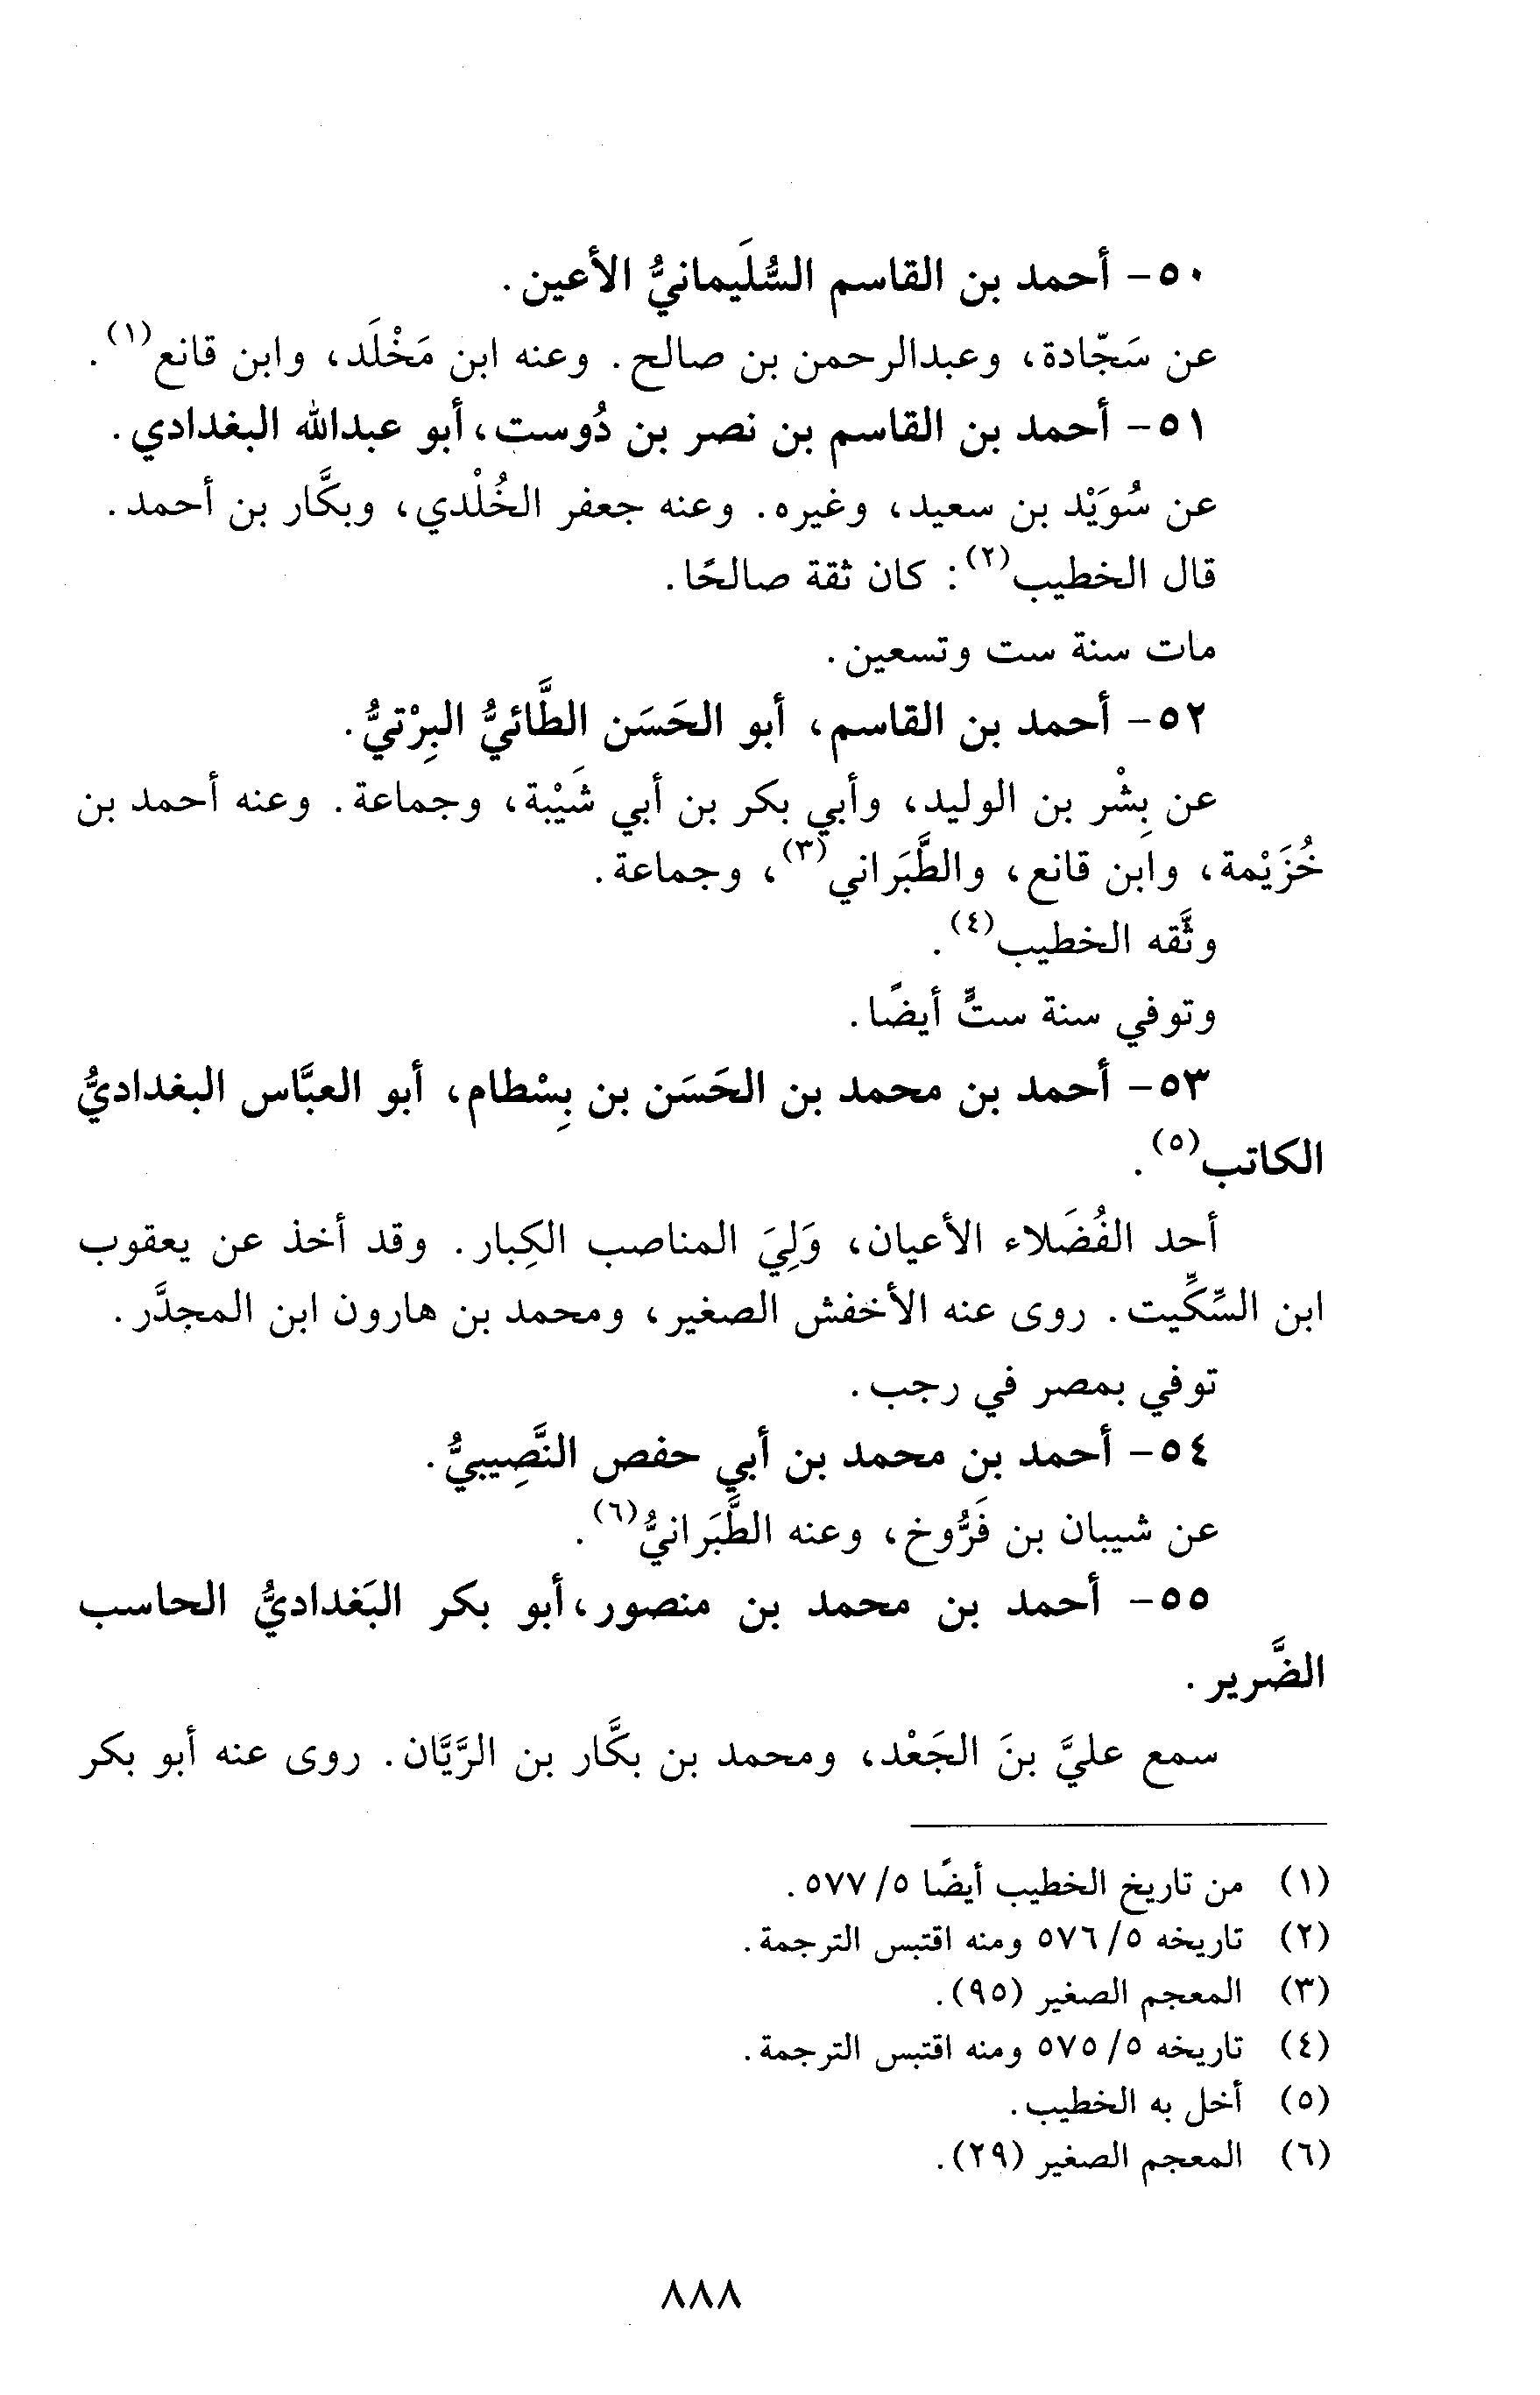 ٥٠- أحمد بن القاسم السُّلَيمانيُّ الأعين.
عن سَجّادة، وعبدالرحمن بن صالح. وعنه ابن مَخْلَد، وابن قانع(١).
٥١- أحمد بن القاسم بن نصر بن دُوست، أبو عبدالله البغدادي.
عن سُوَيْد بن سعيد، وغيره. وعنه جعفر الخُلْدي، وبكَّار بن أحمد.
قال الخطيب(٢): كان ثقة صالحًا.
مات سنة ست وتسعين.
٥٢- أحمد بن القاسم، أبو الحَسَن الطَّائيُّ البِرْتيُّ.
عن بِشْر بن الوليد، وأبي بكر بن أبي شَيْبة، وجماعة. وعنه أحمد بن
خُزَيْمة، وابن قانع، والطَّبَراني(٣)، وجماعة.
وثَّقه الخطيب(٤).
وتوفي سنة ستٍّ أيضًا.
٥٣- أحمد بن محمد بن الحَسَن بن بِسْطام، أبو العبَّاس البغداديُّ
الكاتب(٥).
أحد الفُضَلاء الأعيان، وَلِيَ المناصب الكِبار. وقد أخذ عن يعقوب
ابن السِّكِّيت. روى عنه الأخفش الصغير، ومحمد بن هارون ابن المجدَّر.
توفي بمصر في رجب.
٥٤- أحمد بن محمد بن أبي حفص النَّصِيبيُّ.
عن شيبان بن فَرُّوخ، وعنه الطَّبَرانيُّ(٦).
٥٥- أحمد بن محمد بن منصور، أبو بكر البَغداديُّ الحاسب
الضَّرير.
سمع عليَّ بنَ الجَعْد، ومحمد بن بكَّار بن الرَّيَّان. روى عنه أبو بكر
(١) من تاريخ الخطيب أيضًا ٥/ ٥٧٧.
(٢) تاريخه ٥/ ٥٧٦ ومنه اقتبس الترجمة.
(٣) المعجم الصغير (٩٥).
(٤) تاريخه ٥/ ٥٧٥ ومنه اقتبس الترجمة.
(٥) أخل به الخطيب.
(٦) المعجم الصغير (٢٩).
٨٨٨